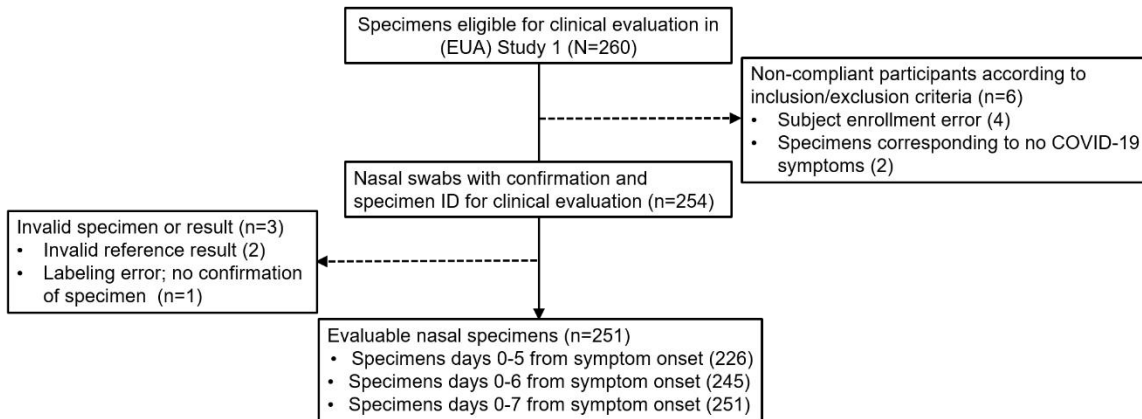 Specimens eligible for clinical evaluation in
(EUA) Study 1 (N=260)
Non-compliant participants according to
inclusion/exclusion criteria (n=6)
• Subject enrollment error (4)
• Specimens corresponding to no COVID-19
symptoms (2)
Nasal swabs with confirmation and
specimen ID for clinical evaluation (n=254)
Invalid specimen or result (n=3)
• Invalid reference result (2)
• Labeling error; no confirmation
of specimen (n=1)
Evaluable nasal specimens (n=251)
• Specimens days 0-5 from symptom onset (226)
• Specimens days 0-6 from symptom onset (245)
• Specimens days 0-7 from symptom onset (251)